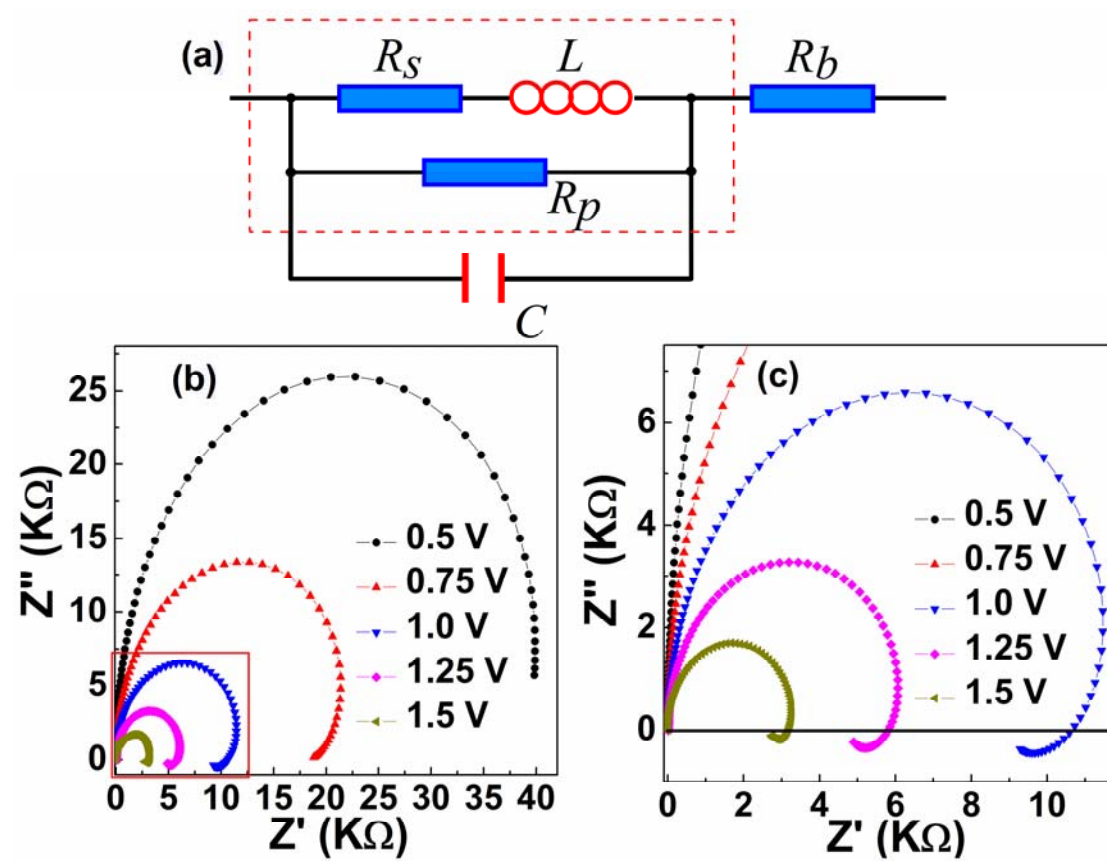 (a)
Rs
L
Rb
Rp
C
(b)
25
25
20
15
10
5
0
0 5 10 15 20 25 30 35 40
Z'' (KΩ)
Z' (KΩ)
0.5 V
0.75 V
1.0 V
1.25 V
1.5 V
(c)
6
4
2
0
0 2 4 6 8 10
Z'' (KΩ)
Z' (KΩ)
0.5 V
0.75 V
1.0 V
1.25 V
1.5 V